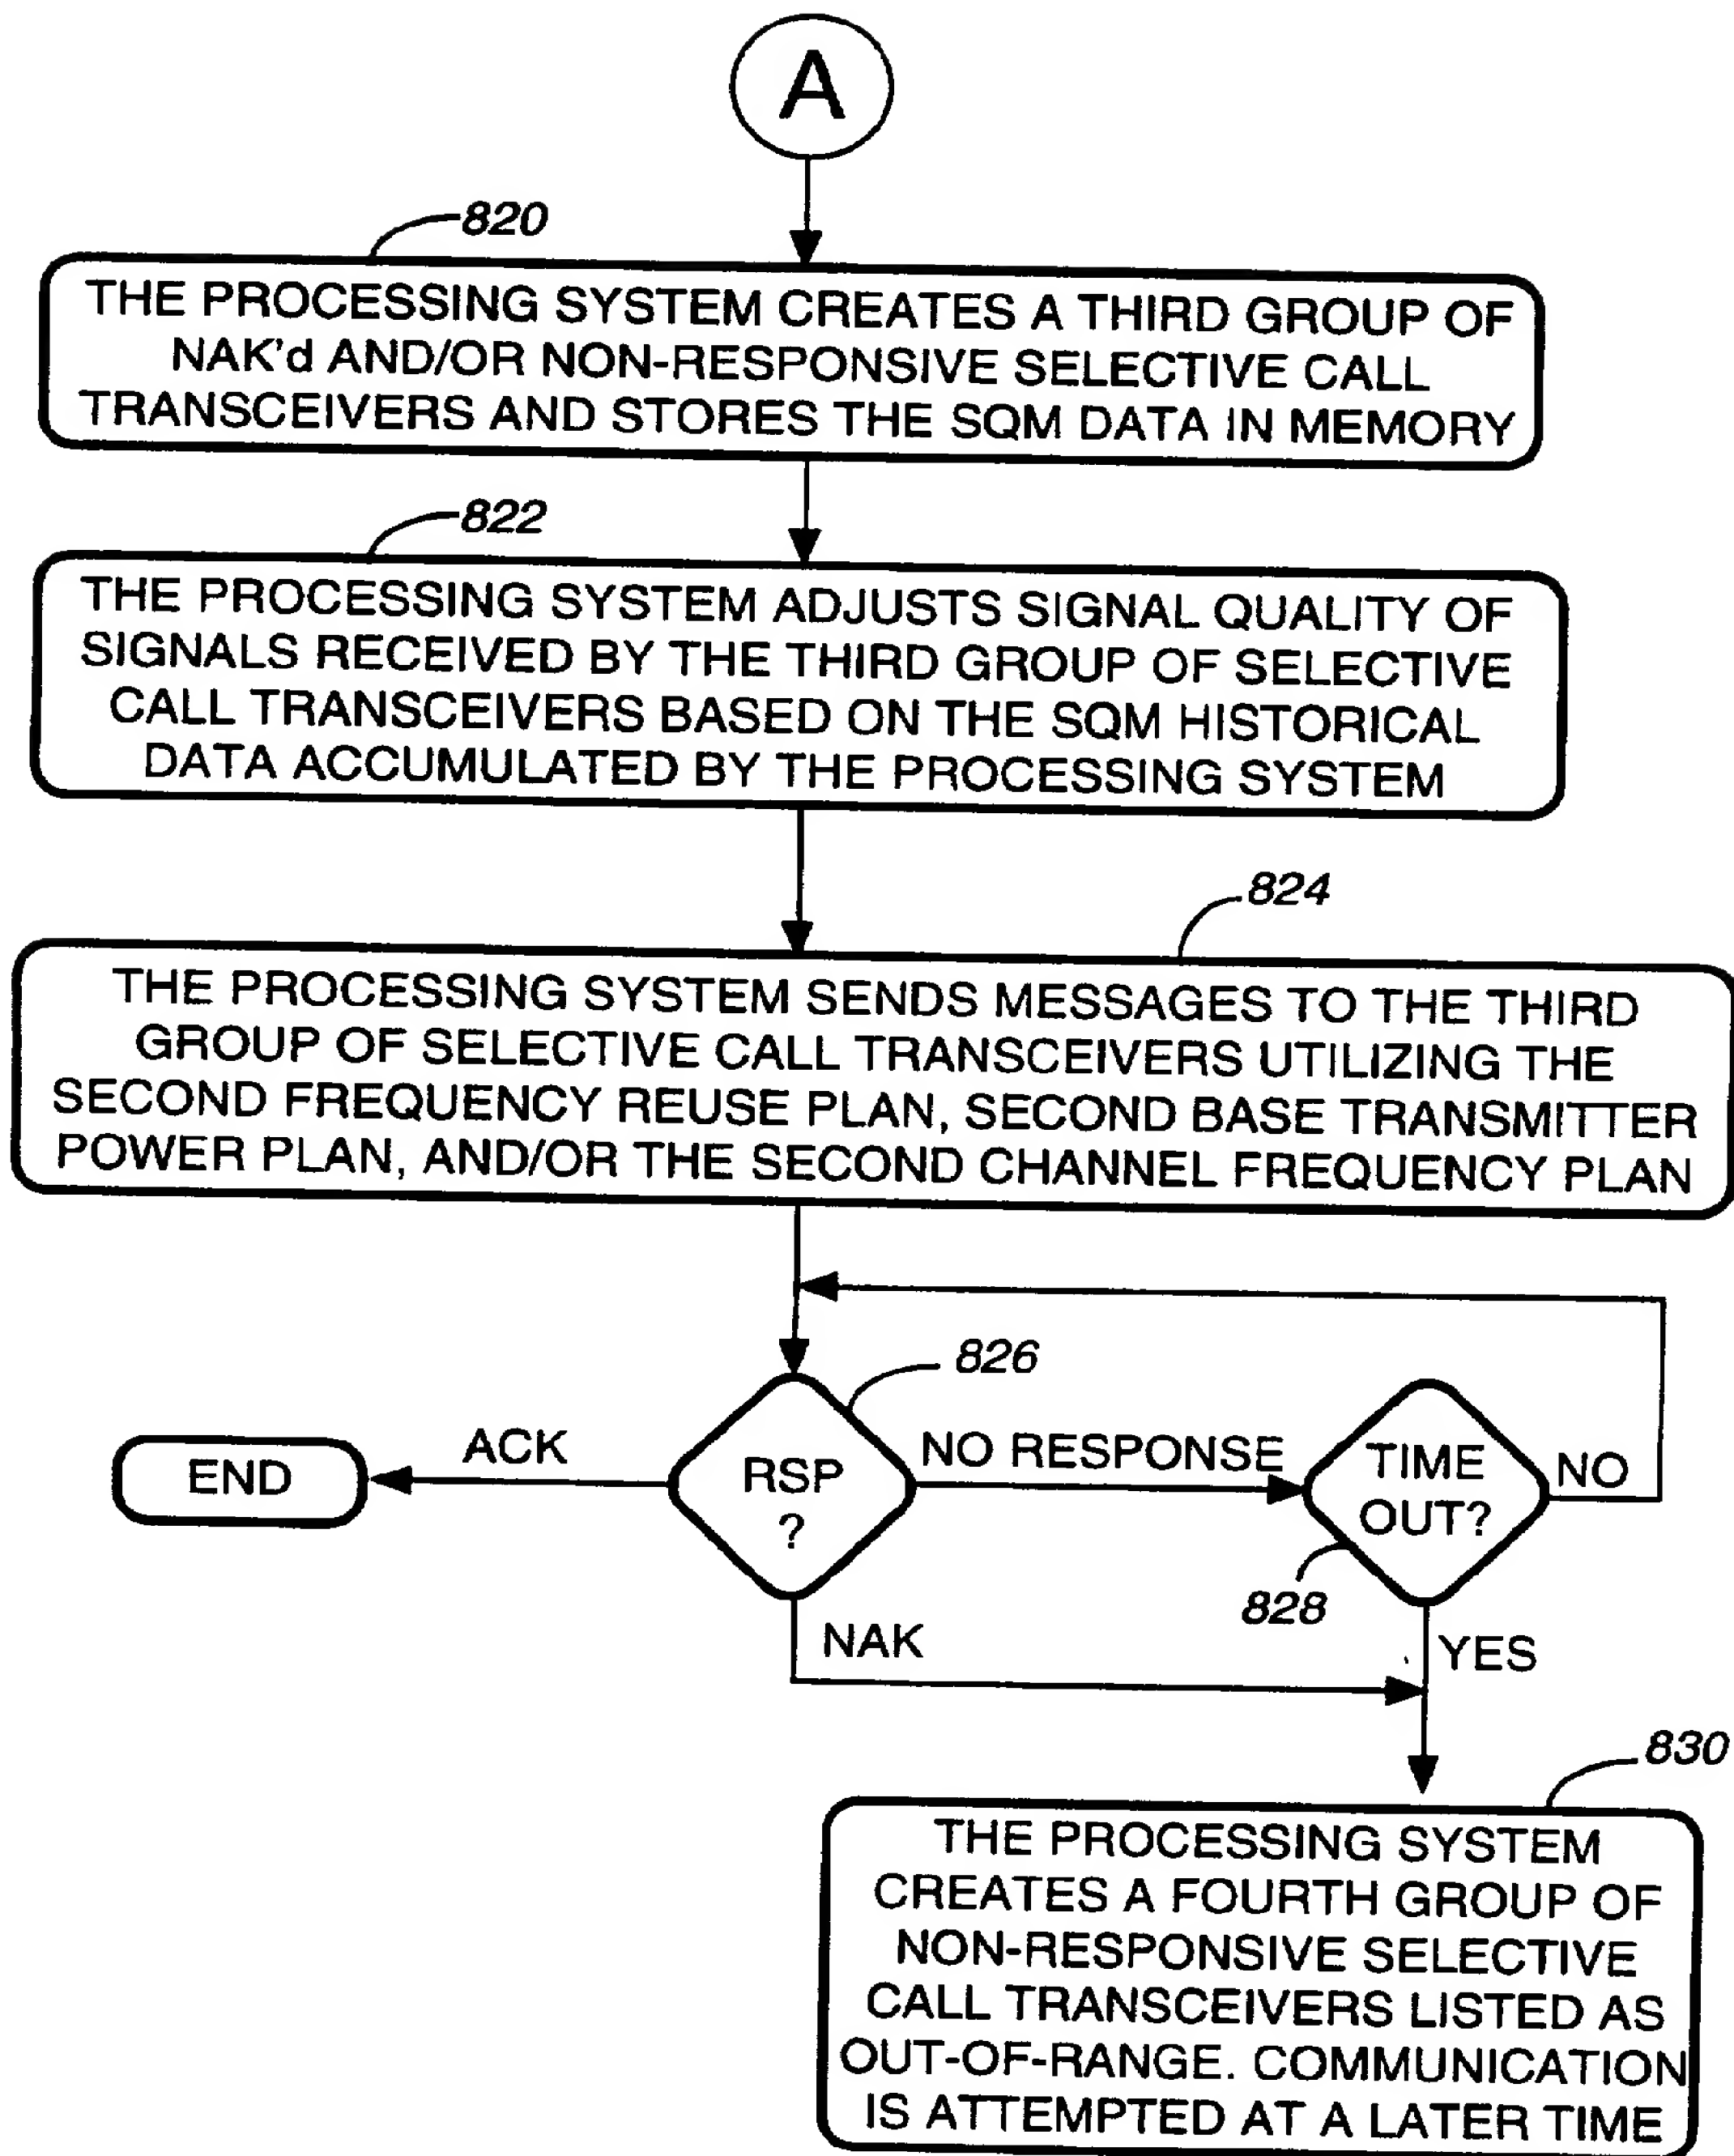 A
820
THE PROCESSING SYSTEM CREATES A THIRD GROUP OF
NAK'd AND/OR NON-RESPONSIVE SELECTIVE CALL
TRANSCEIVERS AND STORES THE SQM DATA IN MEMORY
822
THE PROCESSING SYSTEM ADJUSTS SIGNAL QUALITY OF
SIGNALS RECEIVED BY THE THIRD GROUP OF SELECTIVE
CALL TRANSCEIVERS BASED ON THE SQM HISTORICAL
DATA ACCUMULATED BY THE PROCESSING SYSTEM
824
THE PROCESSING SYSTEM SENDS MESSAGES TO THE THIRD
GROUP OF SELECTIVE CALL TRANSCEIVERS UTILIZING THE
SECOND FREQUENCY REUSE PLAN, SECOND BASE TRANSMITTER
POWER PLAN, AND/OR THE SECOND CHANNEL FREQUENCY PLAN
826
END
ACK
RSP
?
NO RESPONSE
TIME
OUT?
NO
828
NAK
YES
830
THE PROCESSING SYSTEM
CREATES A FOURTH GROUP OF
NON-RESPONSIVE SELECTIVE
CALL TRANSCEIVERS LISTED AS
OUT-OF-RANGE. COMMUNICATION
IS ATTEMPTED AT A LATER TIME